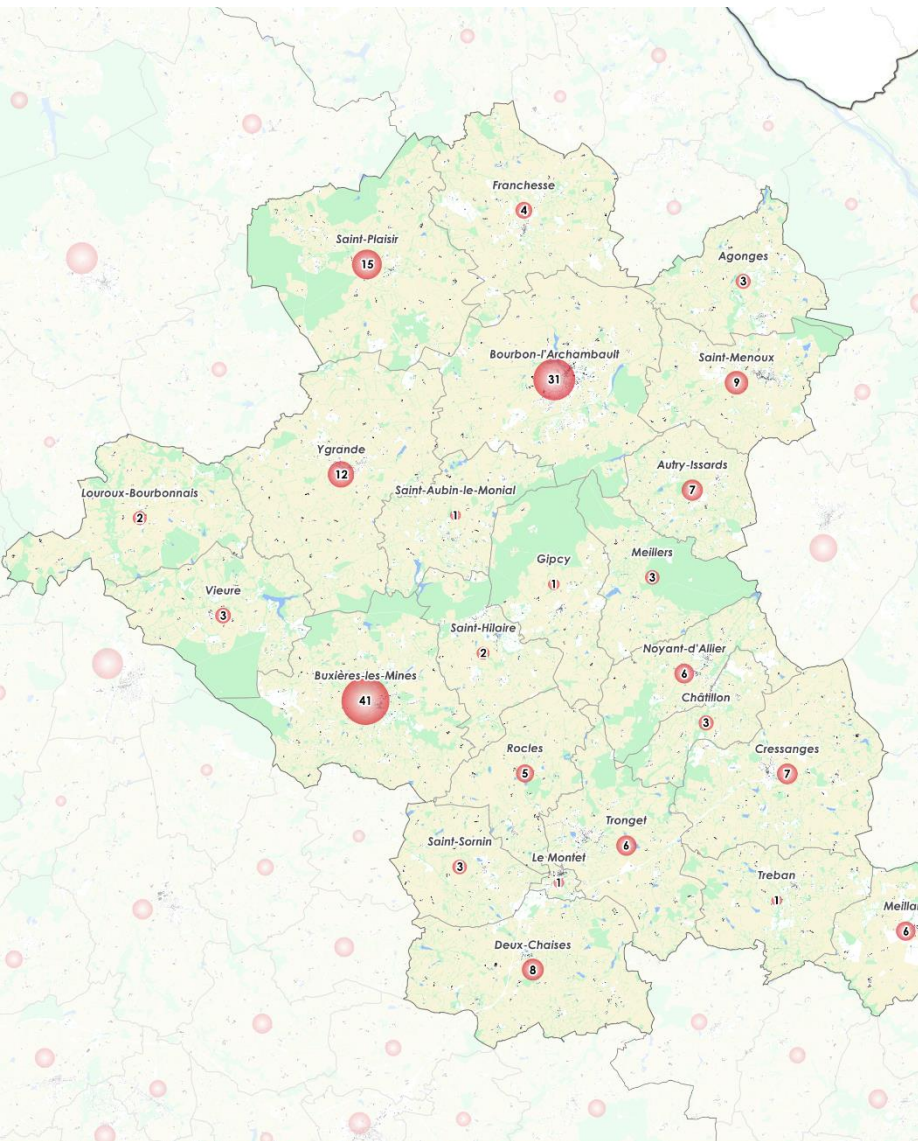 Franchesse
4
Saint-Plaisir
15
Agonges
3
Bourbon-l'Archambault
31
Saint-Menoux
9
Ygrande
12
Autry-Issards
7
Louroux-Bourbonnais
2
Saint-Aubin-le-Monial
1
Gipcy
1
Meillers
3
Vieure
3
Saint-Hilaire
2
Noyant-d'Allier
6
Buxières-les-Mines
41
Châtillon
3
Rocles
5
Cressanges
7
Tronget
6
Saint-Sornin
3
Le Montet
1
Treban
1
Meillar
6
Deux-Chaises
8